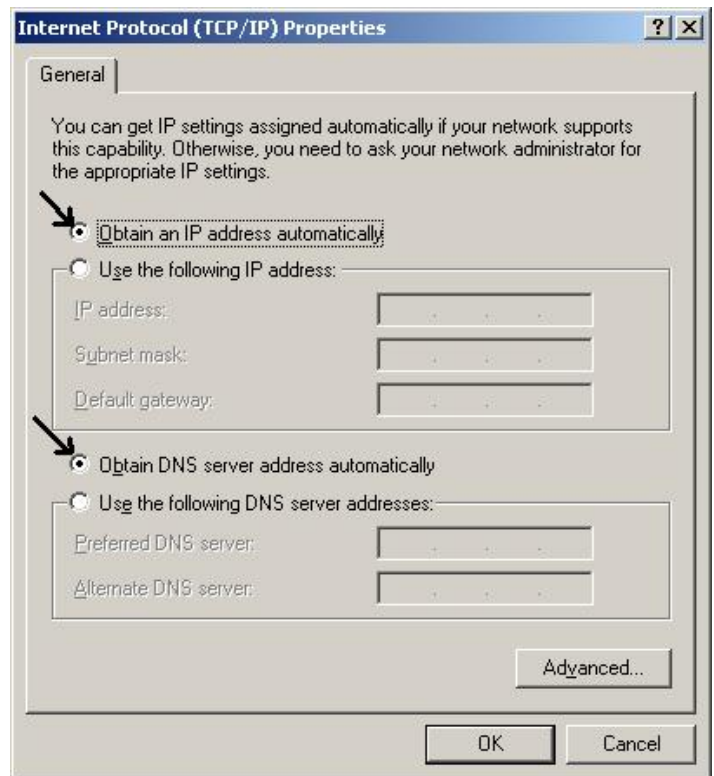 Internet Protocol (TCP/IP) Properties
General
You can get IP settings assigned automatically if your network supports
this capability. Otherwise, you need to ask your network administrator for
the appropriate IP settings.
Obtain an IP address automatically
Use the following IP address:
IP address:
Subnet mask:
Default gateway:
Obtain DNS server address automatically
Use the following DNS server addresses:
Preferred DNS server:
Alternate DNS server:
Advanced...
OK Cancel